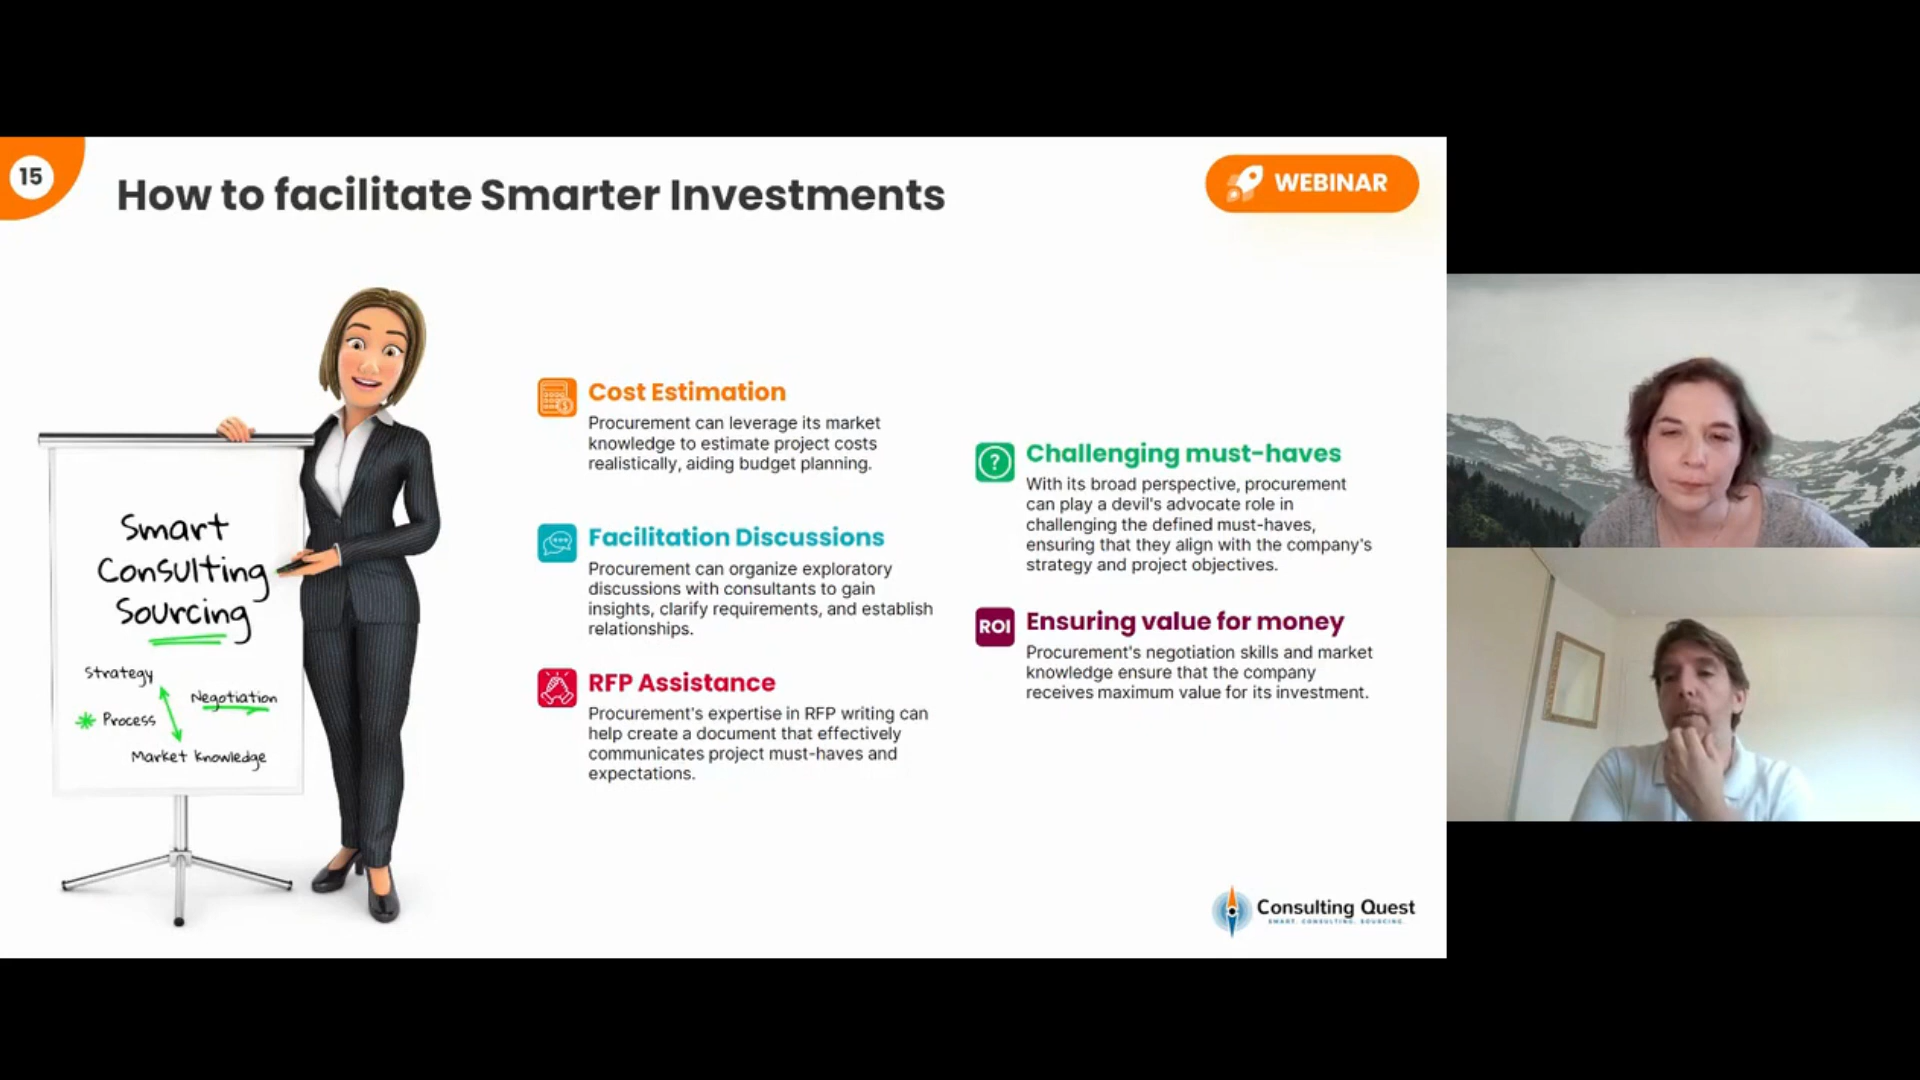 15
How to facilitate Smarter Investments
WEBINAR
Smart
Consulting
Sourcing
Strategy
Negotiation
Process
Market knowledge
Cost Estimation
Procurement can leverage its market
knowledge to estimate project costs
realistically, aiding budget planning.
Facilitation Discussions
Procurement can organize exploratory
discussions with consultants to gain
insights, clarify requirements, and establish
relationships.
RFP Assistance
Procurement's expertise in RFP writing can
help create a document that effectively
communicates project must-haves and
expectations.
?
Challenging must-haves
With its broad perspective, procurement
can play a devil's advocate role in
challenging the defined must-haves,
ensuring that they align with the company's
strategy and project objectives.
ROI
Ensuring value for money
Procurement's negotiation skills and market
knowledge ensure that the company
receives maximum value for its investment.
Consulting Quest
SMART. CONSULTING. SOURCING.